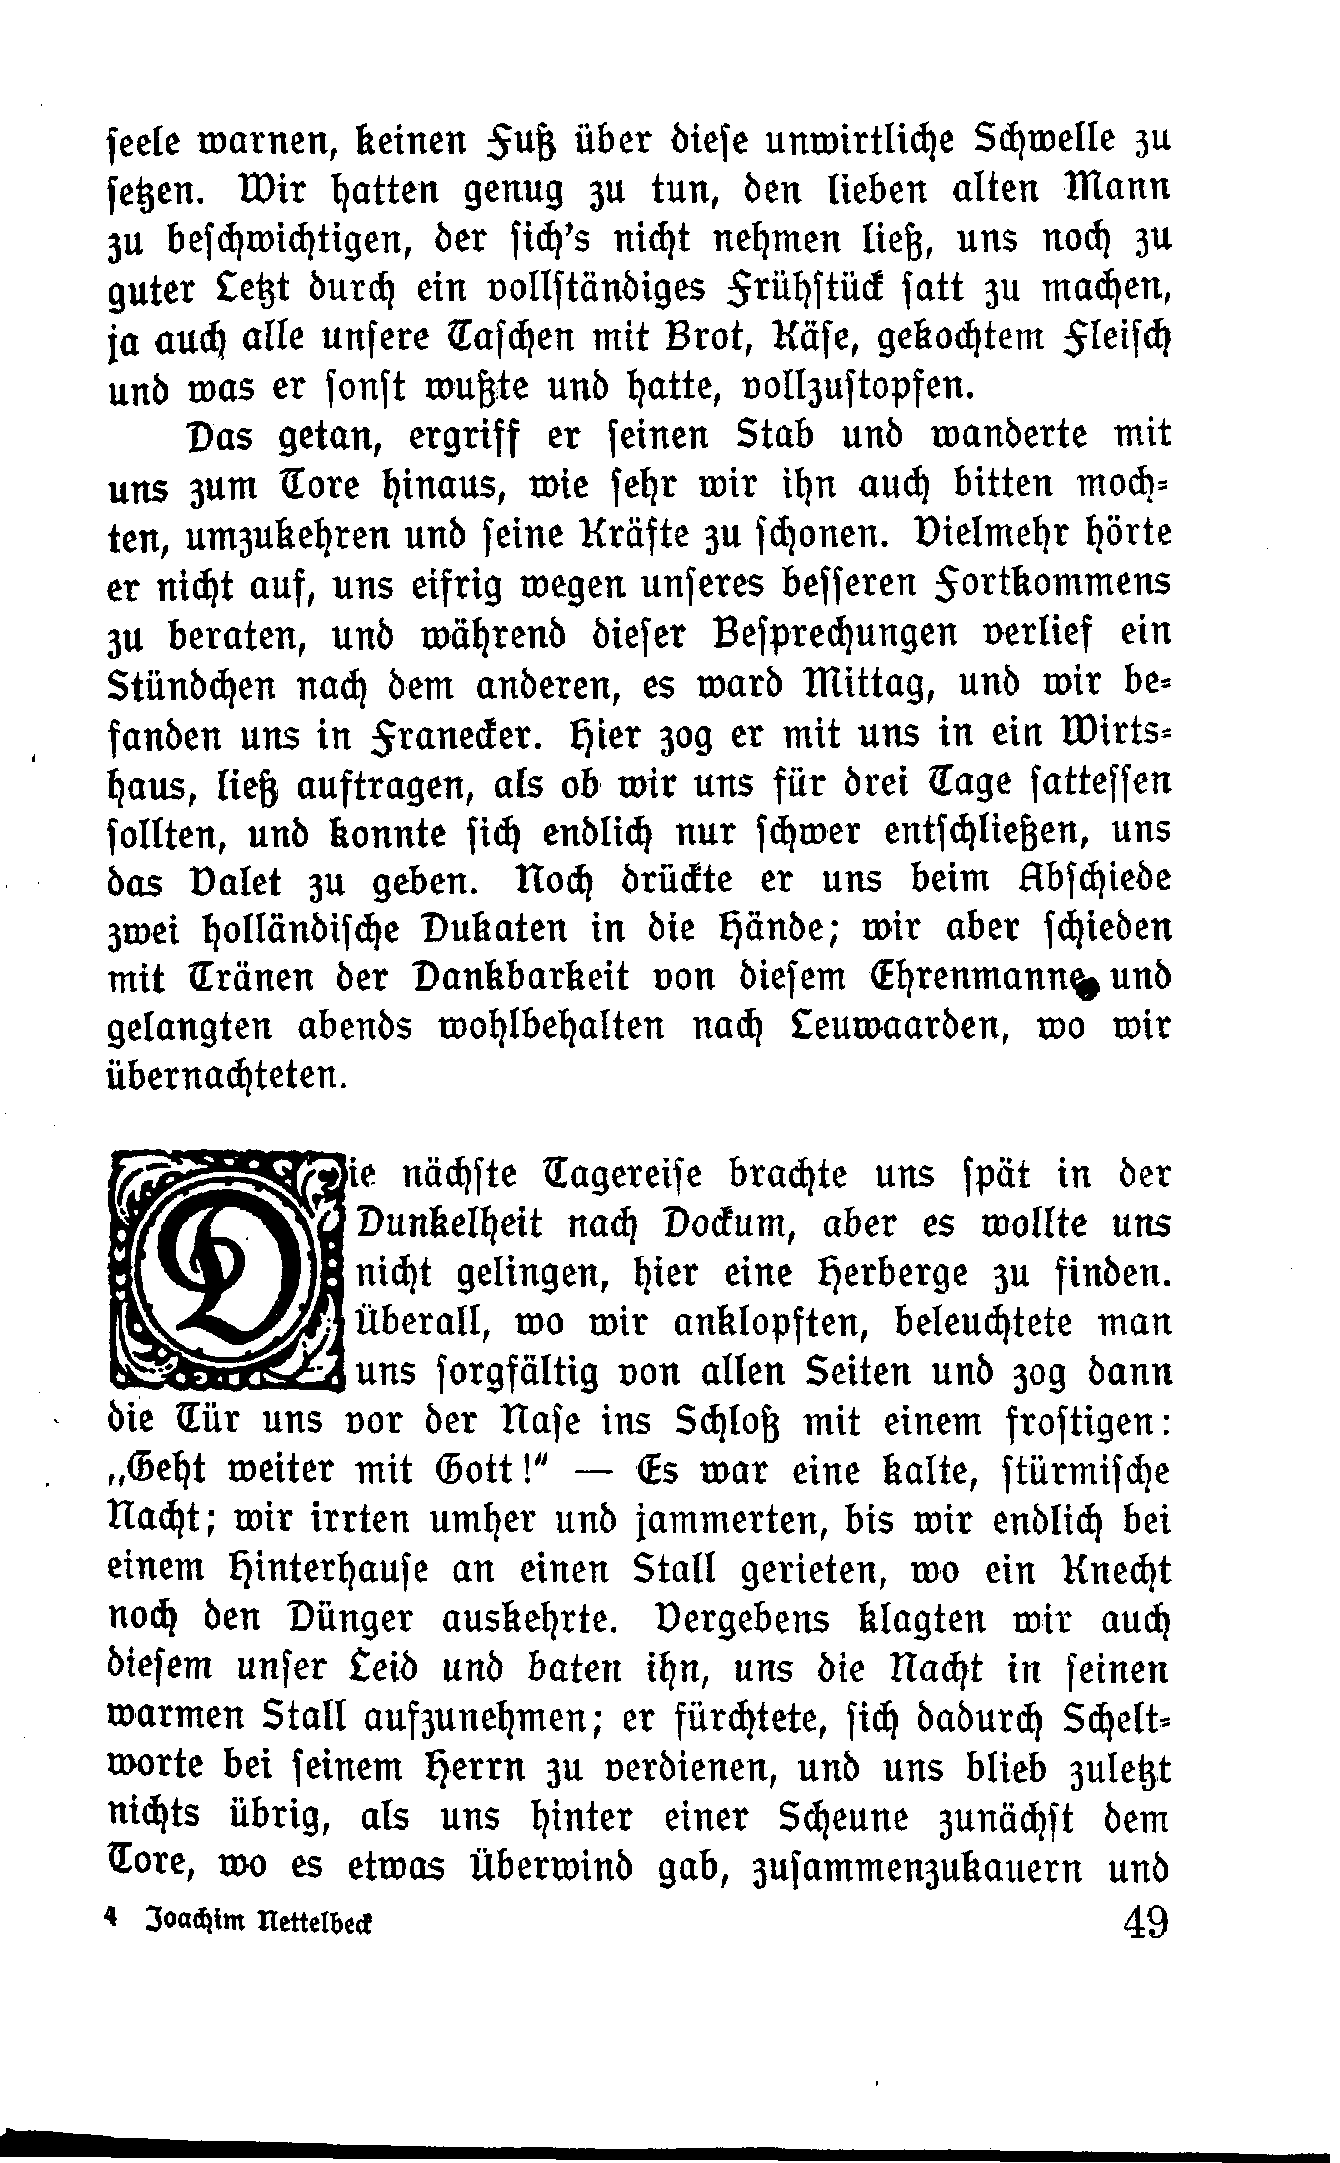 seele warnen, keinen Fuß über diese unwirtliche Schwelle zu
setzen. Wir hatten genug zu tun, den lieben alten Mann
zu beschwichtigen, der sich's nicht nehmen ließ, uns noch zu
guter Letzt durch ein vollständiges Frühstück satt zu machen,
ja auch alle unsere Taschen mit Brot, Käse, gekochtem Fleisch
und was er sonst wußte und hatte, vollzustopfen.
Das getan, ergriff er seinen Stab und wanderte mit
uns zum Tore hinaus, wie sehr wir ihn auch bitten moch-
ten, umzukehren und seine Kräfte zu schonen. Vielmehr hörte
er nicht auf, uns eifrig wegen unseres besseren Fortkommens
zu beraten, und während dieser Besprechungen verlief ein
Stündchen nach dem anderen, es ward Mittag, und wir be-
fanden uns in Franecker. Hier zog er mit uns in ein Wirts-
haus, ließ auftragen, als ob wir uns für drei Tage sattessen
sollten, und konnte sich endlich nur schwer entschließen, uns
das Valet zu geben. Noch drückte er uns beim Abschiede
zwei holländische Dukaten in die Hände; wir aber schieden
mit Tränen der Dankbarkeit von diesem Ehrenmanne und
gelangten abends wohlbehalten nach Leuwaarden, wo wir
übernachteten.
Die nächste Tagereise brachte uns spät in der
Dunkelheit nach Dockum, aber es wollte uns
nicht gelingen, hier eine Herberge zu finden.
Überall, wo wir anklopften, beleuchtete man
uns sorgfältig von allen Seiten und zog dann
die Tür uns vor der Nase ins Schloß mit einem frostigen:
„Geht weiter mit Gott!" — Es war eine kalte, stürmische
Nacht; wir irrten umher und jammerten, bis wir endlich bei
einem Hinterhause an einen Stall gerieten, wo ein Knecht
noch den Dünger auskehrte. Vergebens klagten wir auch
diesem unser Leid und baten ihn, uns die Nacht in seinen
warmen Stall aufzunehmen; er fürchtete, sich dadurch Schelt-
worte bei seinem Herrn zu verdienen, und uns blieb zuletzt
nichts übrig, als uns hinter einer Scheune zunächst dem
Tore, wo es etwas Überwind gab, zusammenzukauern und
4 Joachim Nettelbeck 49